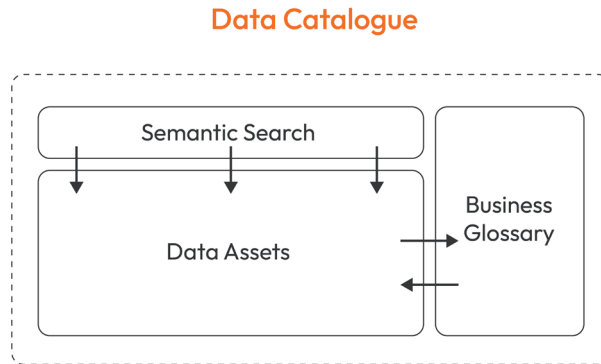 Data Catalogue
Semantic Search
Data Assets
Business
Glossary